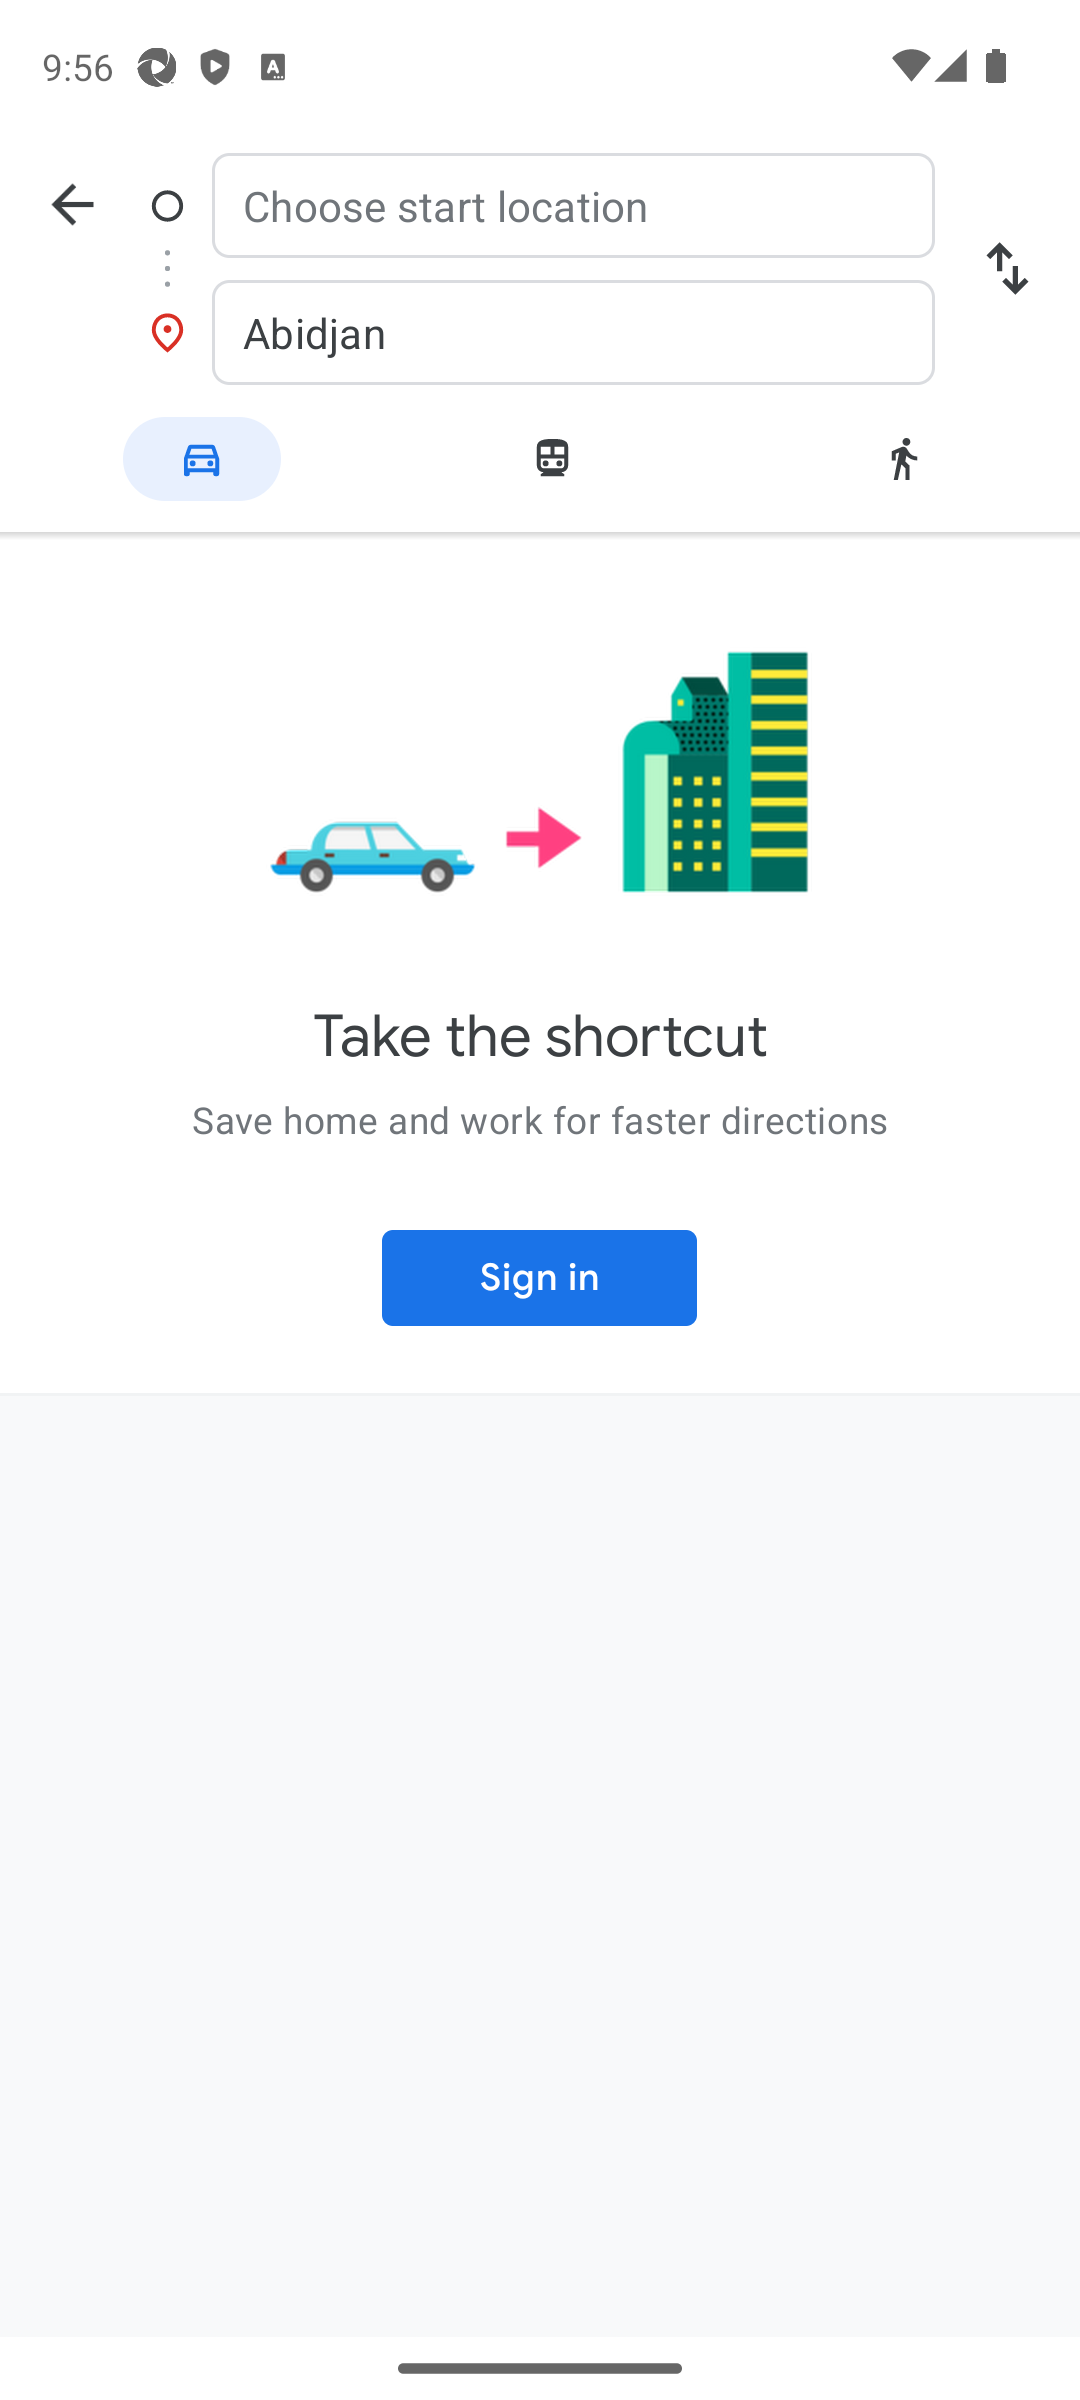 9:56
Choose start location
Abidjan
Take the shortcut
Save home and work for faster directions
Sign in